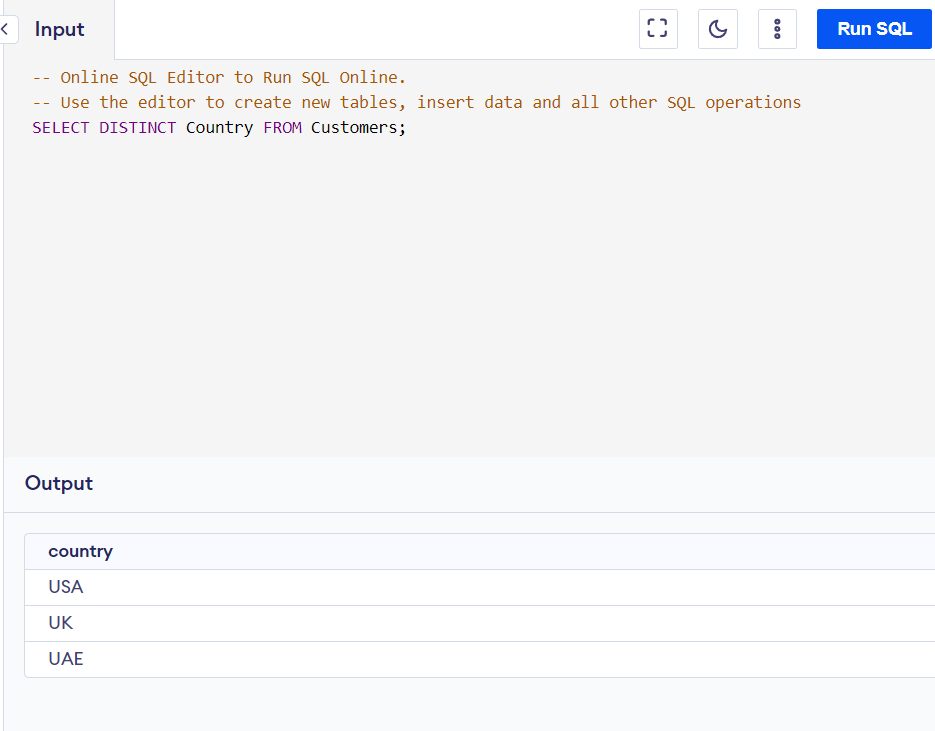 Input
Run SQL
-- Online SQL Editor to Run SQL Online.
-- Use the editor to create new tables, insert data and all other SQL operations
SELECT DISTINCT Country FROM Customers;
Output
country
USA
UK
UAE